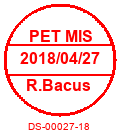 PET MIS
2018/04/27
R.Bacus
DS-00027-18